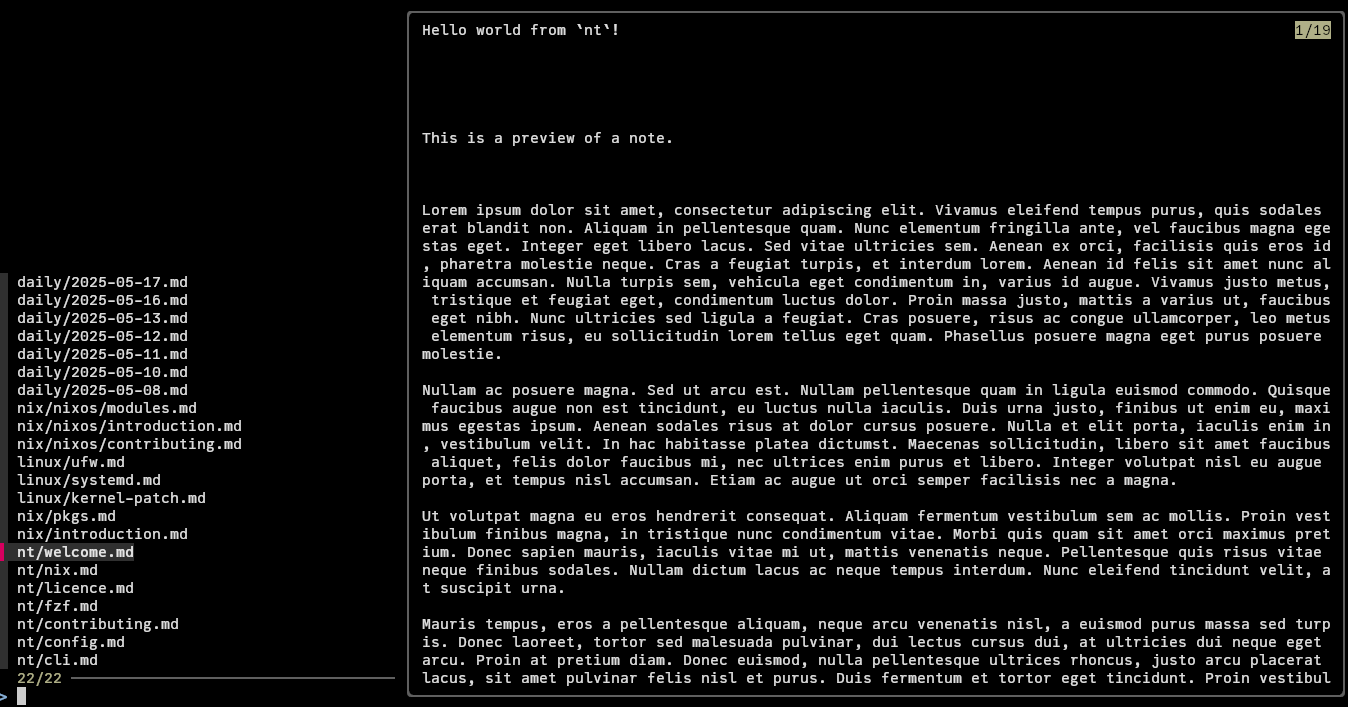 daily/2025-05-17.md
daily/2025-05-16.md
daily/2025-05-13.md
daily/2025-05-12.md
daily/2025-05-11.md
daily/2025-05-10.md
daily/2025-05-08.md
nix/nixos/modules.md
nix/nixos/introduction.md
nix/nixos/contributing.md
linux/ufw.md
linux/systemd.md
linux/kernel-patch.md
nix/pkgs.md
nix/introduction.md
nt/welcome.md
nt/nix.md
nt/licence.md
nt/fzf.md
nt/contributing.md
nt/config.md
nt/cli.md
22/22
>
Hello world from `nt`!
1/19
This is a preview of a note.
Lorem ipsum dolor sit amet, consectetur adipiscing elit. Vivamus eleifend tempus purus, quis sodales
erat blandit non. Aliquam in pellentesque quam. Nunc elementum fringilla ante, vel faucibus magna ege
stas eget. Integer eget libero lacus. Sed vitae ultricies sem. Aenean ex orci, facilisis quis eros id
, pharetra molestie neque. Cras a feugiat turpis, et interdum lorem. Aenean id felis sit amet nunc al
iquam accumsan. Nulla turpis sem, vehicula eget condimentum in, varius id augue. Vivamus justo metus,
tristique et feugiat eget, condimentum luctus dolor. Proin massa justo, mattis a varius ut, faucibus
eget nibh. Nunc ultricies sed ligula a feugiat. Cras posuere, risus ac congue ullamcorper, leo metus
elementum risus, eu sollicitudin lorem tellus eget quam. Phasellus posuere magna eget purus posuere
molestie.
Nullam ac posuere magna. Sed ut arcu est. Nullam pellentesque quam in ligula euismod commodo. Quisque
faucibus augue non est tincidunt, eu luctus nulla iaculis. Duis urna justo, finibus ut enim eu, maxi
mus egestas ipsum. Aenean sodales risus at dolor cursus posuere. Nulla et elit porta, iaculis enim in
, vestibulum velit. In hac habitasse platea dictumst. Maecenas sollicitudin, libero sit amet faucibus
aliquet, felis dolor faucibus mi, nec ultrices enim purus et libero. Integer volutpat nisl eu augue
porta, et tempus nisl accumsan. Etiam ac augue ut orci semper facilisis nec a magna.
Ut volutpat magna eu eros hendrerit consequat. Aliquam fermentum vestibulum sem ac mollis. Proin vest
ibulum finibus magna, in tristique nunc condimentum vitae. Morbi quis quam sit amet orci maximus pret
ium. Donec sapien mauris, iaculis vitae mi ut, mattis venenatis neque. Pellentesque quis risus vitae
neque finibus sodales. Nullam dictum lacus ac neque tempus interdum. Nunc eleifend tincidunt velit, a
t suscipit urna.
Mauris tempus, eros a pellentesque aliquam, neque arcu venenatis nisl, a euismod purus massa sed turp
is. Donec laoreet, tortor sed malesuada pulvinar, dui lectus cursus dui, at ultricies dui neque eget
arcu. Proin at pretium diam. Donec euismod, nulla pellentesque ultrices rhoncus, justo arcu placerat
lacus, sit amet pulvinar felis nisl et purus. Duis fermentum et tortor eget tincidunt. Proin vestibul